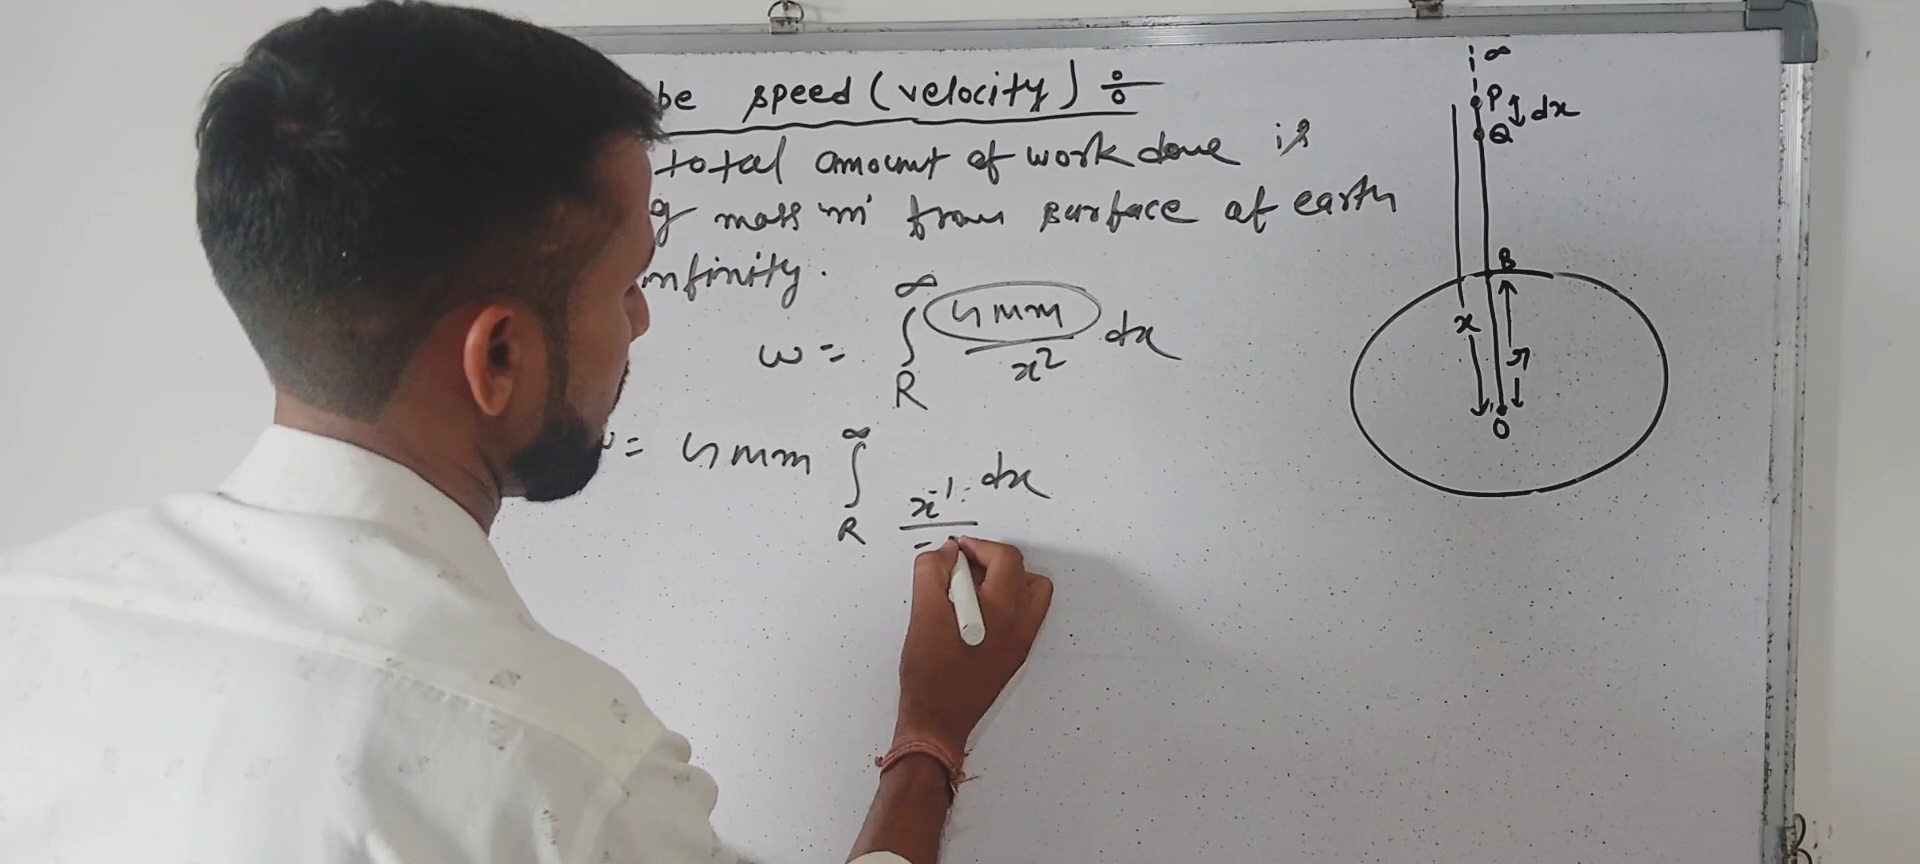 be speed (velocity) ÷
total amount of work done is
g mass 'm' from surface of earth
infinity.
w = ∫ R ∞ GMm / x² dx
= GMm ∫ R ∞ x⁻¹ / - dx
∞
P
dx
Q
B
x
r
O